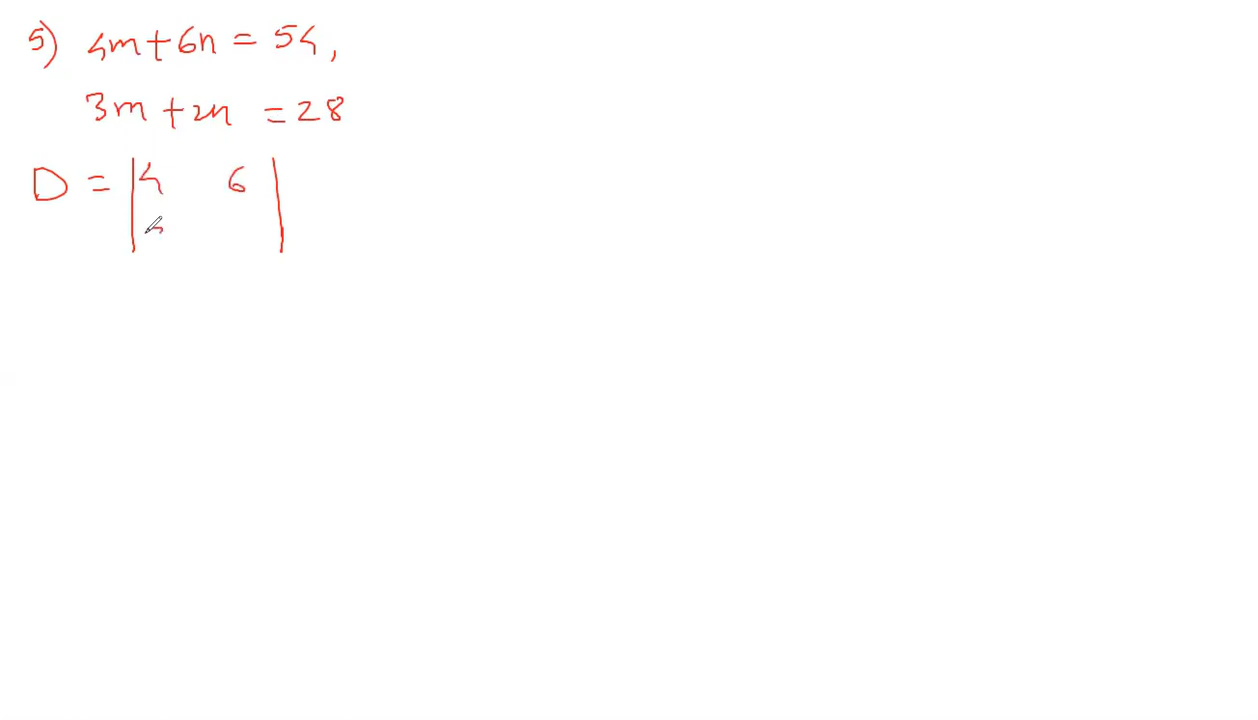 5) 4m + 6n = 54,
3m + 2n = 28
D = | 4 6 |